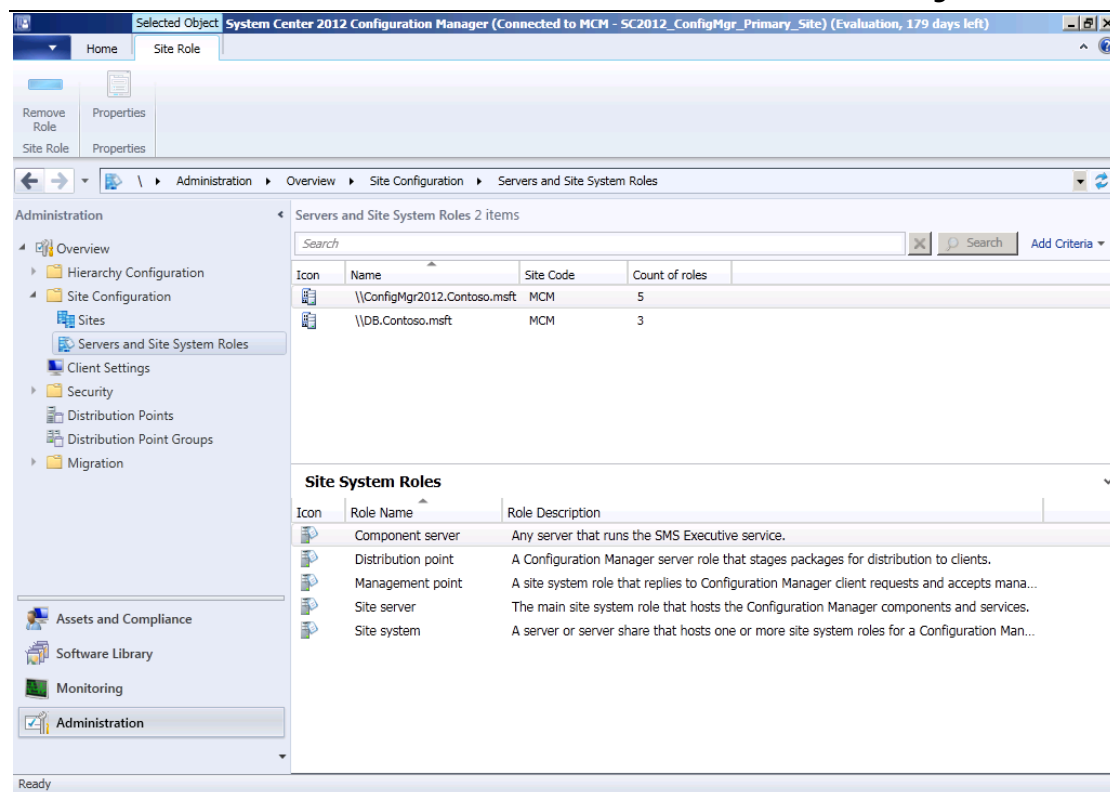 Selected Object System Center 2012 Configuration Manager (Connected to MCM - SC2012_ConfigMgr_Primary_Site) (Evaluation, 179 days left)
Home Site Role
Remove Role Properties
Site Role Properties
\ Administration Overview Site Configuration Servers and Site System Roles
Administration
Overview
Hierarchy Configuration
Site Configuration
Sites
Servers and Site System Roles
Client Settings
Security
Distribution Points
Distribution Point Groups
Migration
Assets and Compliance
Software Library
Monitoring
Administration
Servers and Site System Roles 2 items
Search Search Add Criteria
Icon Name Site Code Count of roles
\\ConfigMgr2012.Contoso.msft MCM 5
\\DB.Contoso.msft MCM 3
Site System Roles
Icon Role Name Role Description
Component server Any server that runs the SMS Executive service.
Distribution point A Configuration Manager server role that stages packages for distribution to clients.
Management point A site system role that replies to Configuration Manager client requests and accepts mana...
Site server The main site system role that hosts the Configuration Manager components and services.
Site system A server or server share that hosts one or more site system roles for a Configuration Man...
Ready